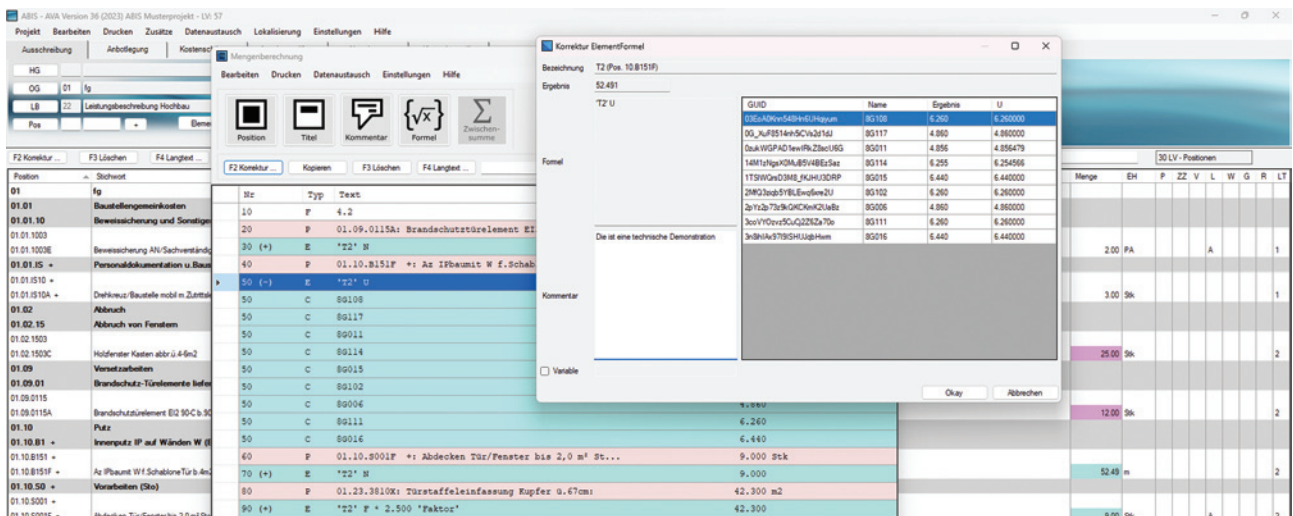 ABIS - AVA Version 36 (2023) ABIS Musterprojekt - LV: 57
Projekt Bearbeiten Drucken Zusätze Datenaustausch Lokalisierung Einstellungen Hilfe
Ausschreibung Anbotlegung
HG
OG 01 fg
LB 22 Leistungsbeschreibung Hochbau
Pos +
F2 Korrektur ... F3 Löschen F4 Langtext ...
Position Stichwort
01 fg
01.01 Baustellengemeinkosten
01.01.10 Beweissicherung und Sonstige
01.01.1003
01.01.1003E Beweissicherung AN/Sachverständig
01.01.IS + Personaldokumentation u.Baus
01.01.IS10 +
01.01.IS10A + Drehkreuz/Baustelle mobil m.Zutritts
01.02 Abbruch
01.02.15 Abbruch von Fenstern
01.02.1503
01.02.1503C Holzfenster Kasten abbr.ü.4-6m2
01.09 Versetzarbeiten
01.09.01 Brandschutz-Türelemente liefer
01.09.0115
01.09.0115A Brandschutztürelement EI2 90-C b.90
01.10 Putz
01.10.B1 + Innenputz IP auf Wänden W (I
01.10.B151 +
01.10.B151F + Az IPbaumt W f.Schablone Tür b.4m
01.10.S0 + Vorarbeiten (Sto)
01.10.S001 +
Mengenberechnung
Bearbeiten Drucken Datenaustausch Einstellungen Hilfe
Position Titel Kommentar Formel Zwischen-
summe
F2 Korrektur ... Kopieren F3 Löschen F4 Langtext ...
Nr Typ Text
10 F 4.2
20 P 01.09.0115A: Brandschutztürelement EI
30 (+) E 'T2' N
40 P 01.10.B151F +: Az IPbaumit W f.Schab
50 (-) E 'T2' U
50 C 8G108
50 C 8G117
50 C 8G011
50 C 8G114
50 C 8G015
50 C 8G102
50 C 8G006 4.860
50 C 8G111 6.260
50 C 8G016 6.440
60 P 01.10.S001F +: Abdecken Tür/Fenster bis 2,0 m² St... 9.000 Stk
70 (+) E 'T2' N 9.000
80 P 01.23.3810X: Türstaffeleinfassung Kupfer G.67cm: 42.300 m2
90 (+) E 'T2' F * 2.500 'Faktor' 42.300
Korrektur ElementFormel
Bezeichnung T2 (Pos. 10.B151F)
Ergebnis 52.491
Formel 'T2' U
GUID Name Ergebnis U
8G108 6.260 6.260000
8G117 4.860 4.860000
8G011 4.856 4.856479
8G114 6.255 6.254566
8G015 6.440 6.440000
8G102 6.260 6.260000
8G006 4.860 4.860000
8G111 6.260 6.260000
8G016 6.440 6.440000
Kommentar Die ist eine technische Demonstration
Variable
Okay Abbrechen
30 LV - Positionen
Menge EH P ZZ V L W G R LT
2.00 PA A 1
3.00 Stk 1
25.00 Stk 2
12.00 Stk 2
52.49 m 2
9.00 Stk A 2